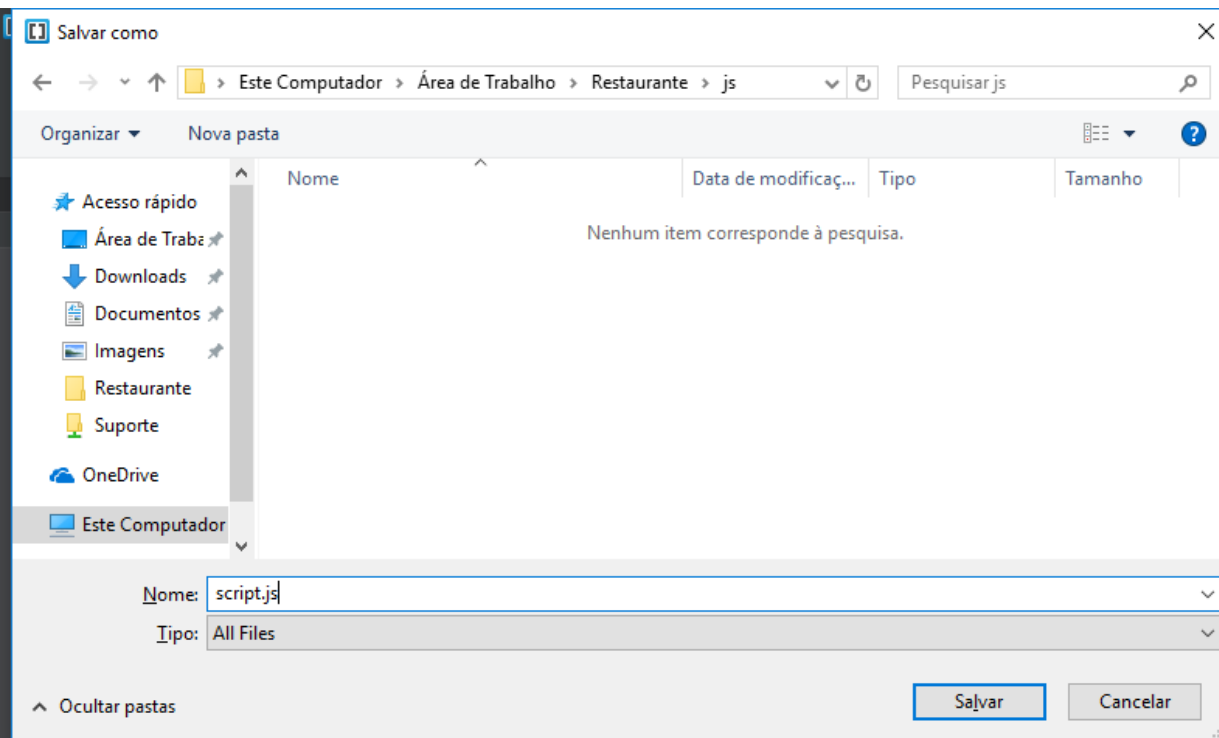 Salvar como
Este Computador > Área de Trabalho > Restaurante > js
Pesquisar js
Organizar
Nova pasta
Nome
Data de modificaç...
Tipo
Tamanho
Nenhum item corresponde à pesquisa.
Acesso rápido
Área de Traba
Downloads
Documentos
Imagens
Restaurante
Suporte
OneDrive
Este Computador
Nome: script.js
Tipo: All Files
Ocultar pastas
Salvar
Cancelar